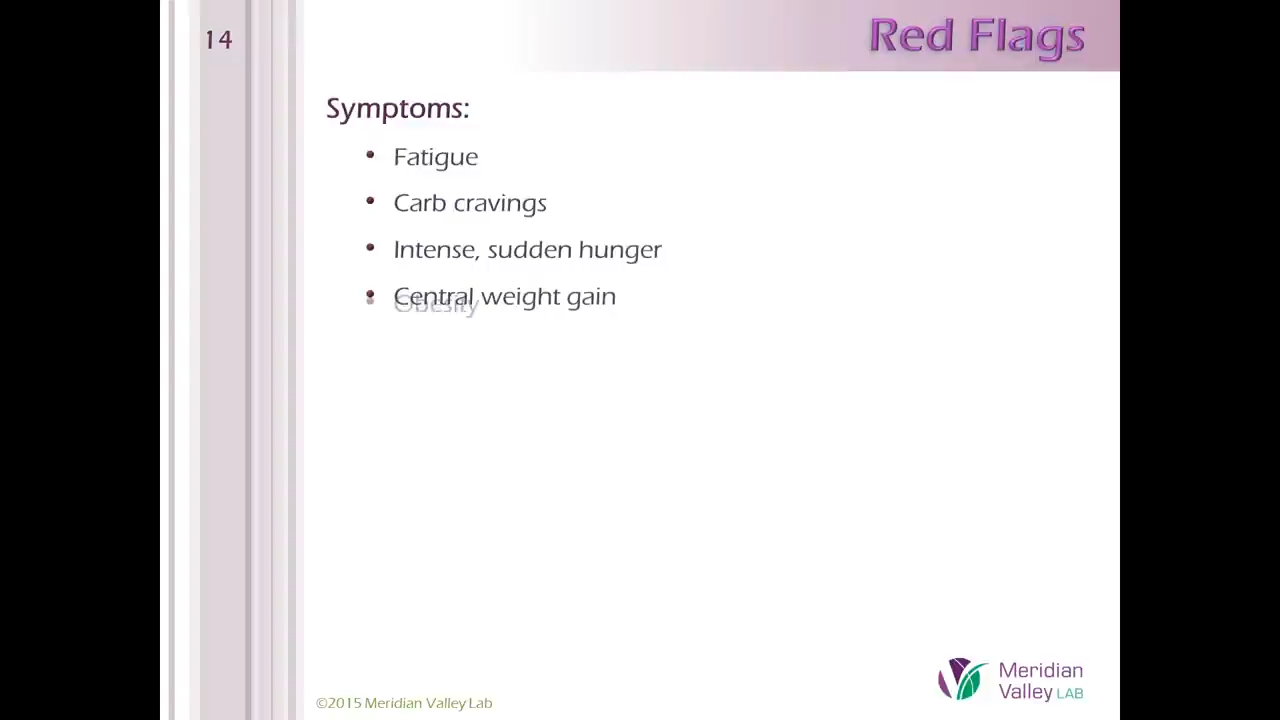 14
Red Flags
Symptoms:
• Fatigue
• Carb cravings
• Intense, sudden hunger
• Central weight gain
• Obesity
©2015 Meridian Valley Lab
Meridian
Valley LAB